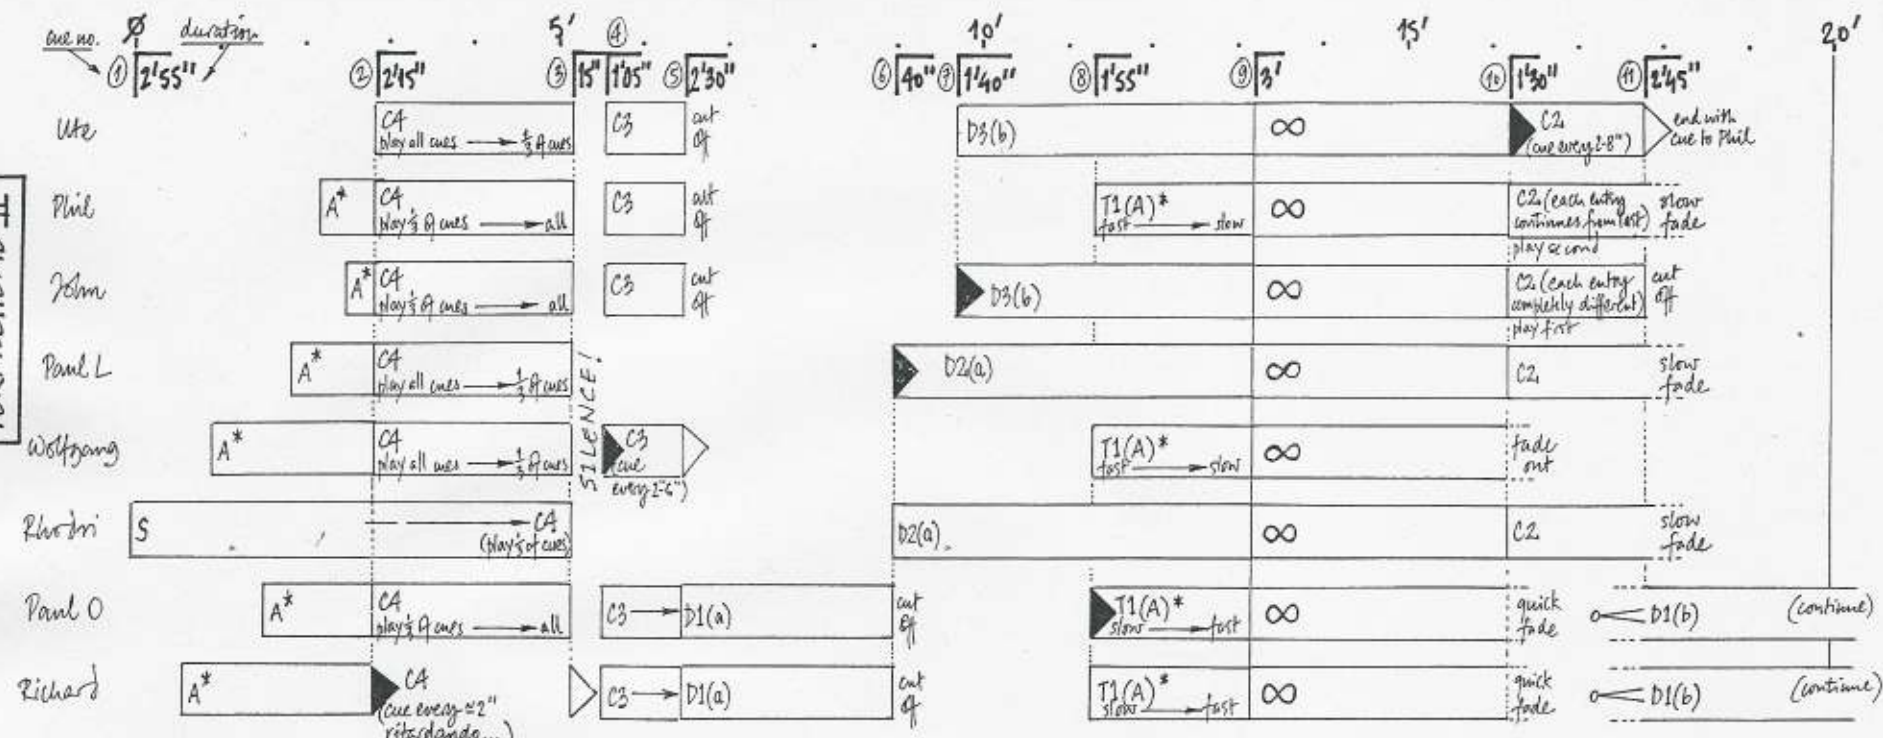 cue no. Ø duration 5' ④ 10' 15' 20'
① 2'55" ② 2'15" ③ 15" 1'05" ⑤ 2'30" ⑥ 40" ⑦ 1'40" ⑧ 1'55" ⑨ 3' ⑩ 1'30" ⑪ 2'45"
Ute
C4
play all cues → 1/3 of cues
C3
cut
off
D3(b)
∞
C2
(cue every 2-8")
end with
cue to Phil
Phil
A*
C4
play 1/3 of cues → all
C3
cut
off
T1(A)*
fast → slow
∞
C2 (each entry
continues from last)
play second
slow
fade
John
A*
C4
play 1/3 of cues → all
C3
cut
off
D3(b)
∞
C2 (each entry
completely different)
play first
cut
off
Paul L
A*
C4
play all cues → 1/3 of cues
SILENCE!
D2(a)
∞
C2
slow
fade
Wolfgang
A*
C4
play all cues → 1/3 of cues
C3
(cue
every 2-6")
T1(A)*
fast → slow
∞
fade
out
Rhodri
S
→ C4
(play of cues)
D2(a)
∞
C2
slow
fade
Paul O
A*
C4
play 1/3 of cues → all
C3 → D1(a)
cut
off
T1(A)*
slow → fast
∞
quick
fade
D1(b)
(continue)
Richard
A*
C4
(cue every ≃2"
ritardando...)
C3 → D1(a)
cut
off
T1(A)*
slow → fast
∞
quick
fade
D1(b)
(continue)